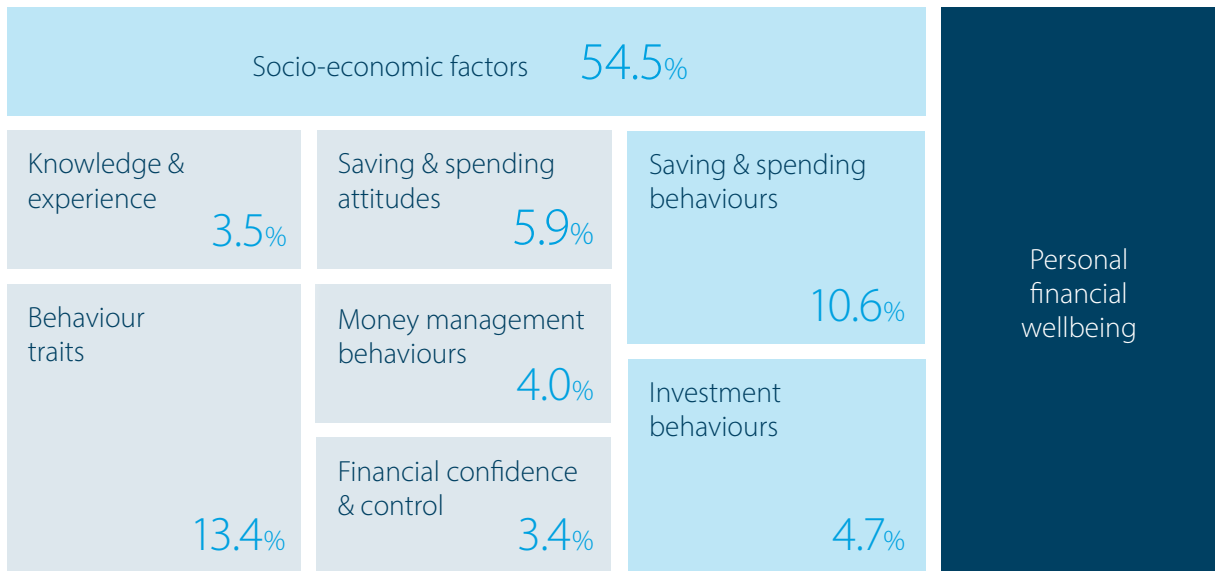 Socio-economic factors 54.5%
Knowledge &
experience
3.5%
Saving & spending
attitudes
5.9%
Saving & spending
behaviours
10.6%
Behaviour
traits
13.4%
Money management
behaviours
4.0%
Financial confidence
& control
3.4%
Investment
behaviours
4.7%
Personal
financial
wellbeing